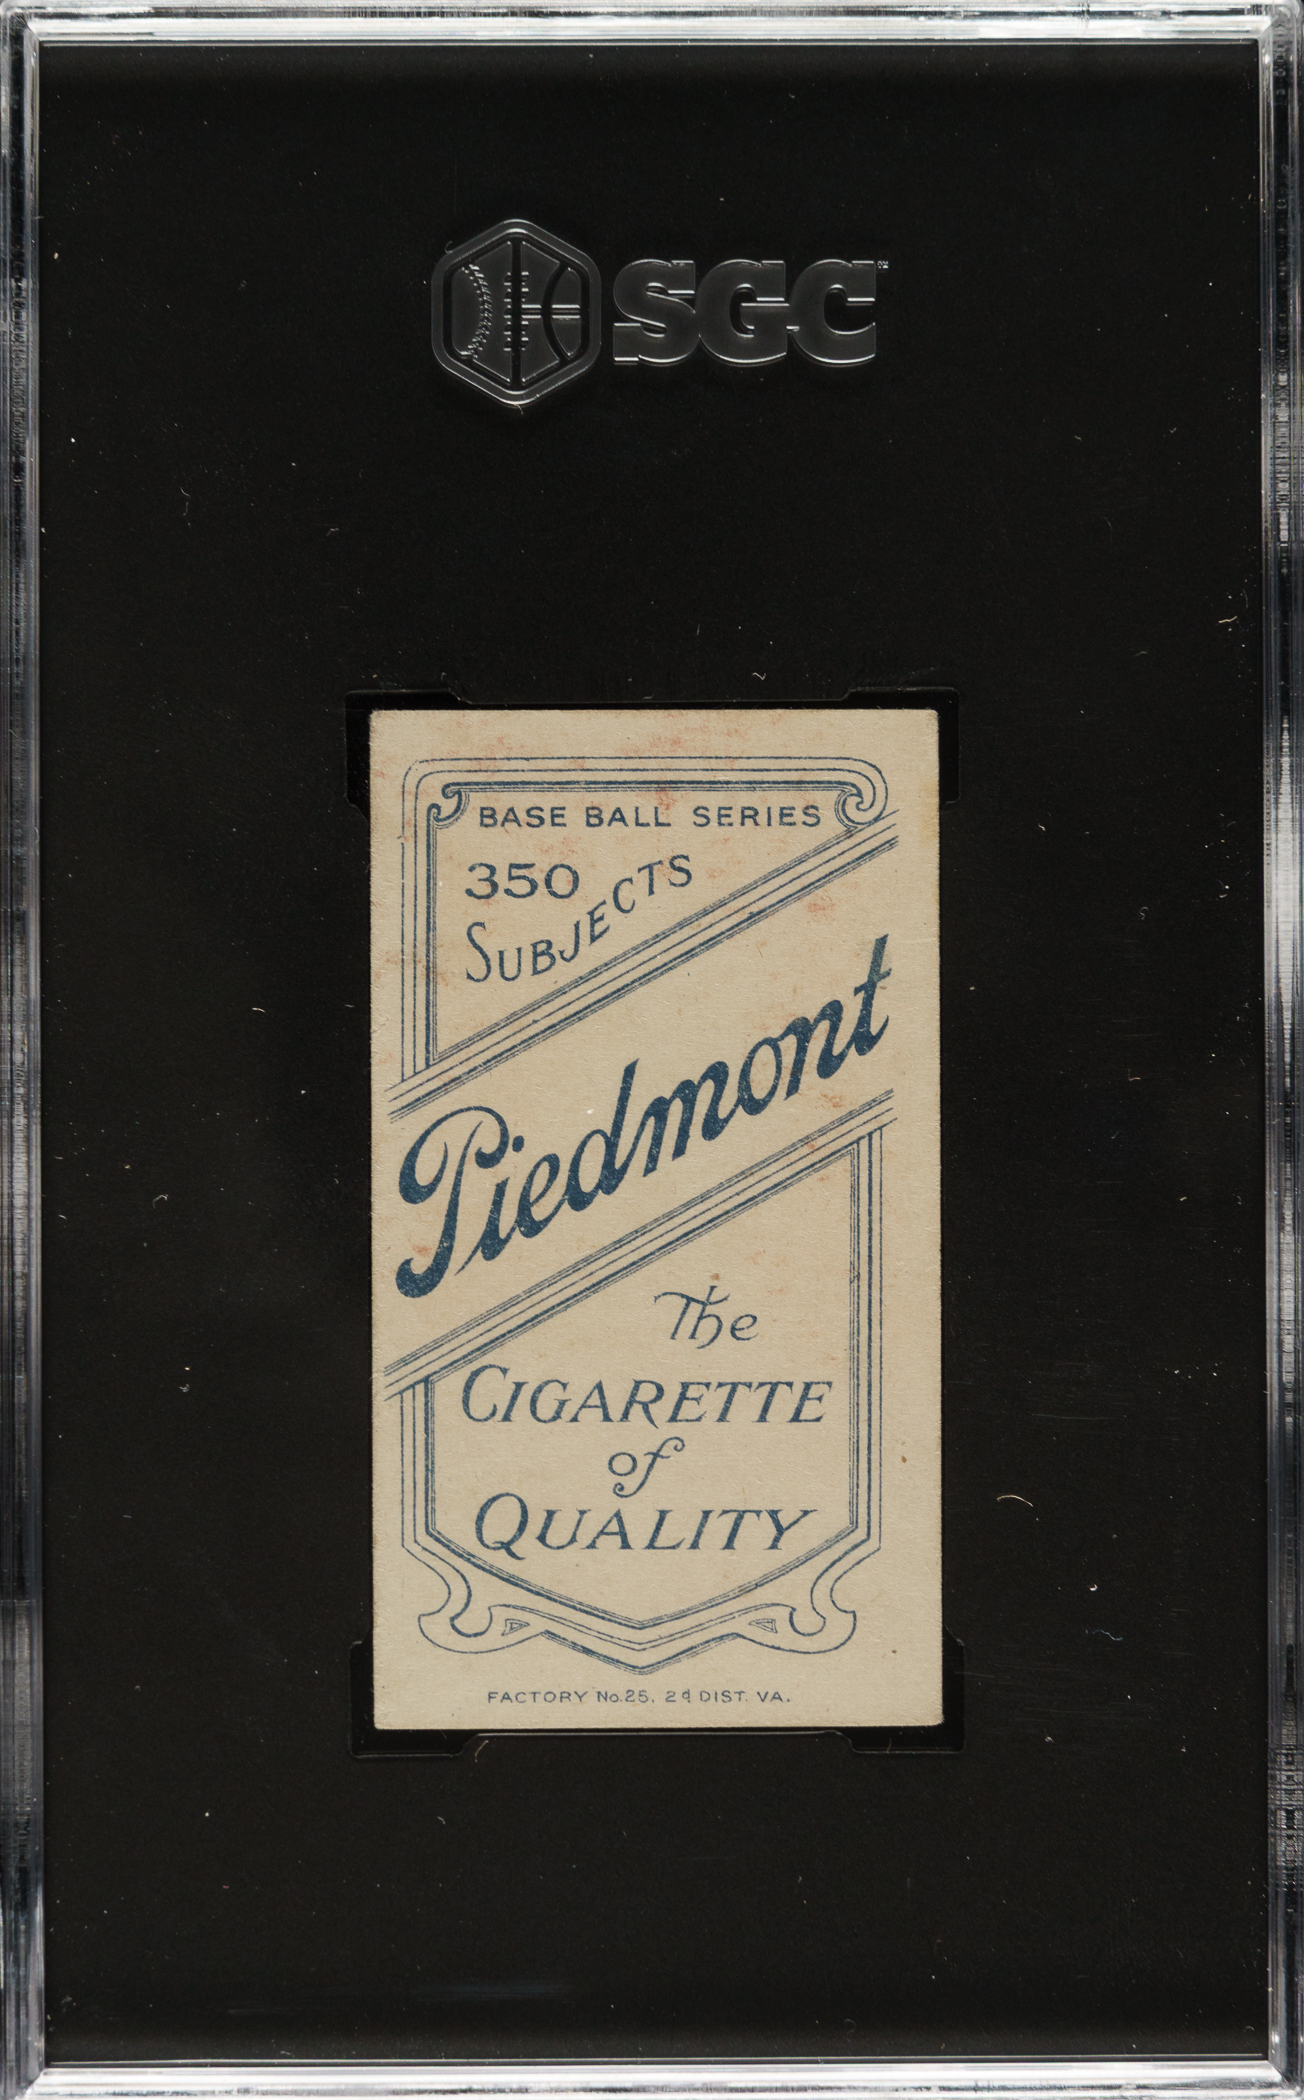 SGC
BASE BALL SERIES
350
SUBJECTS
Piedmont
The
CIGARETTE
of
QUALITY
FACTORY No. 25, 2d DIST. VA.